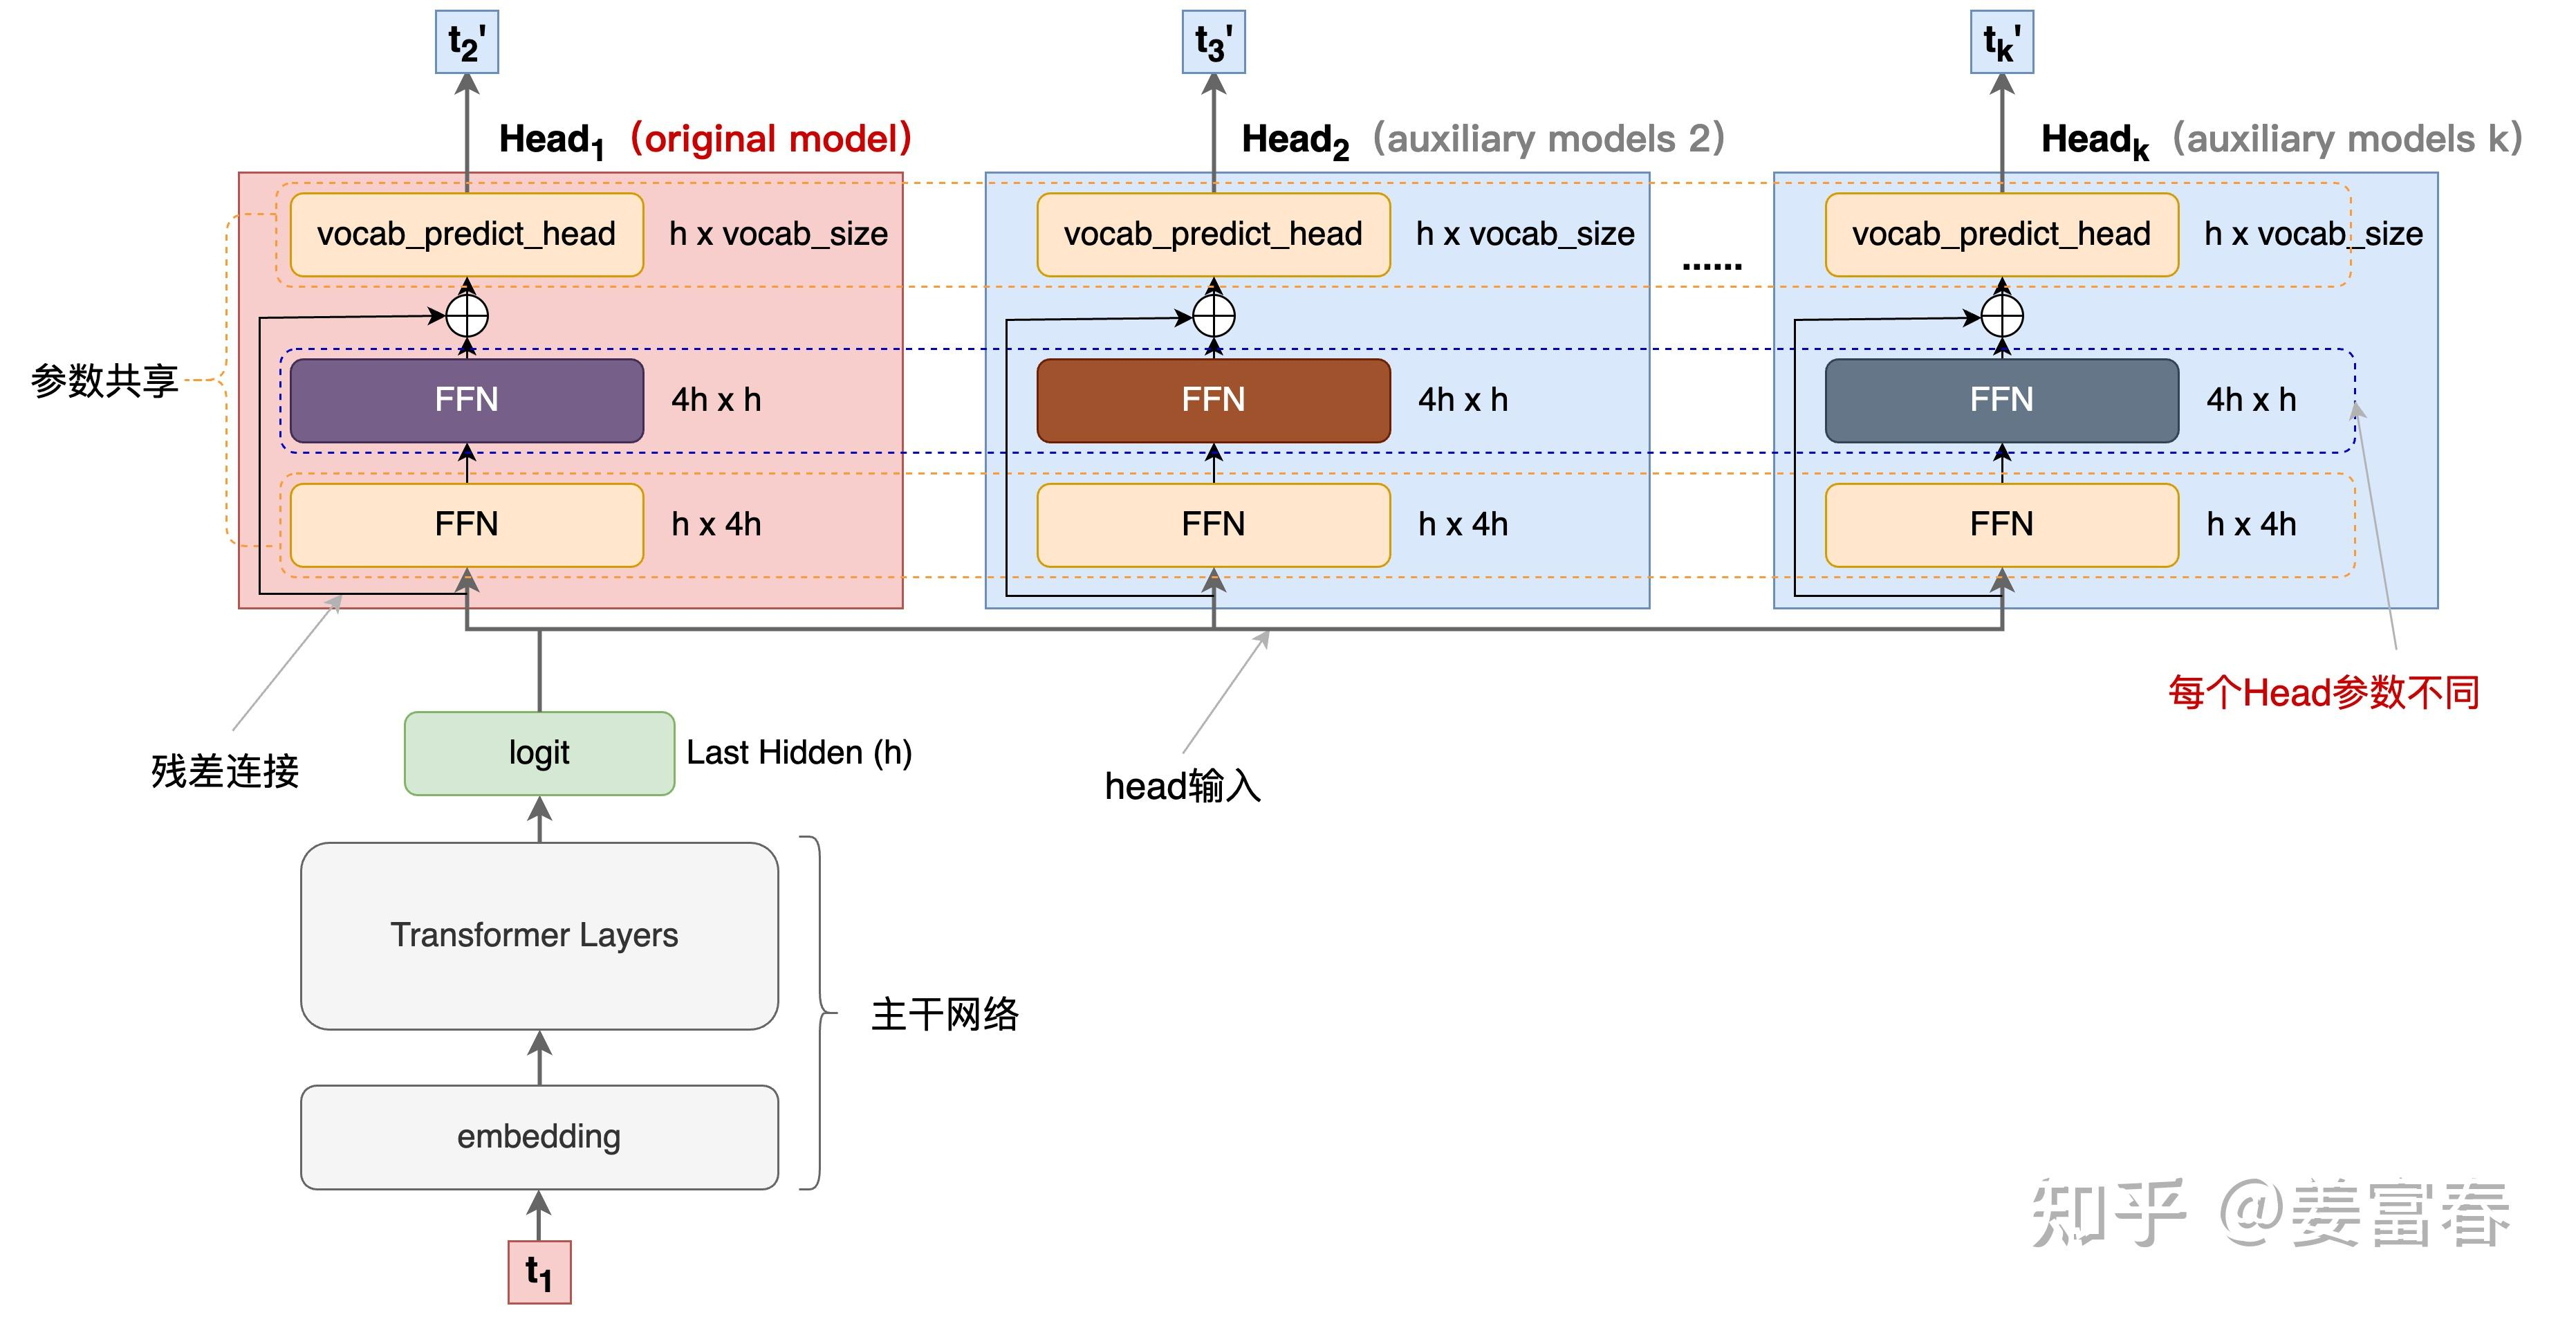 t2'
t3'
tk'
Head1（original model）
Head2（auxiliary models 2）
Headk（auxiliary models k）
vocab_predict_head
h x vocab_size
vocab_predict_head
h x vocab_size
......
vocab_predict_head
h x vocab_size
参数共享
FFN
4h x h
FFN
4h x h
FFN
4h x h
FFN
h x 4h
FFN
h x 4h
FFN
h x 4h
每个Head参数不同
残差连接
logit
Last Hidden (h)
head输入
Transformer Layers
主干网络
embedding
t1
知乎 @姜富春